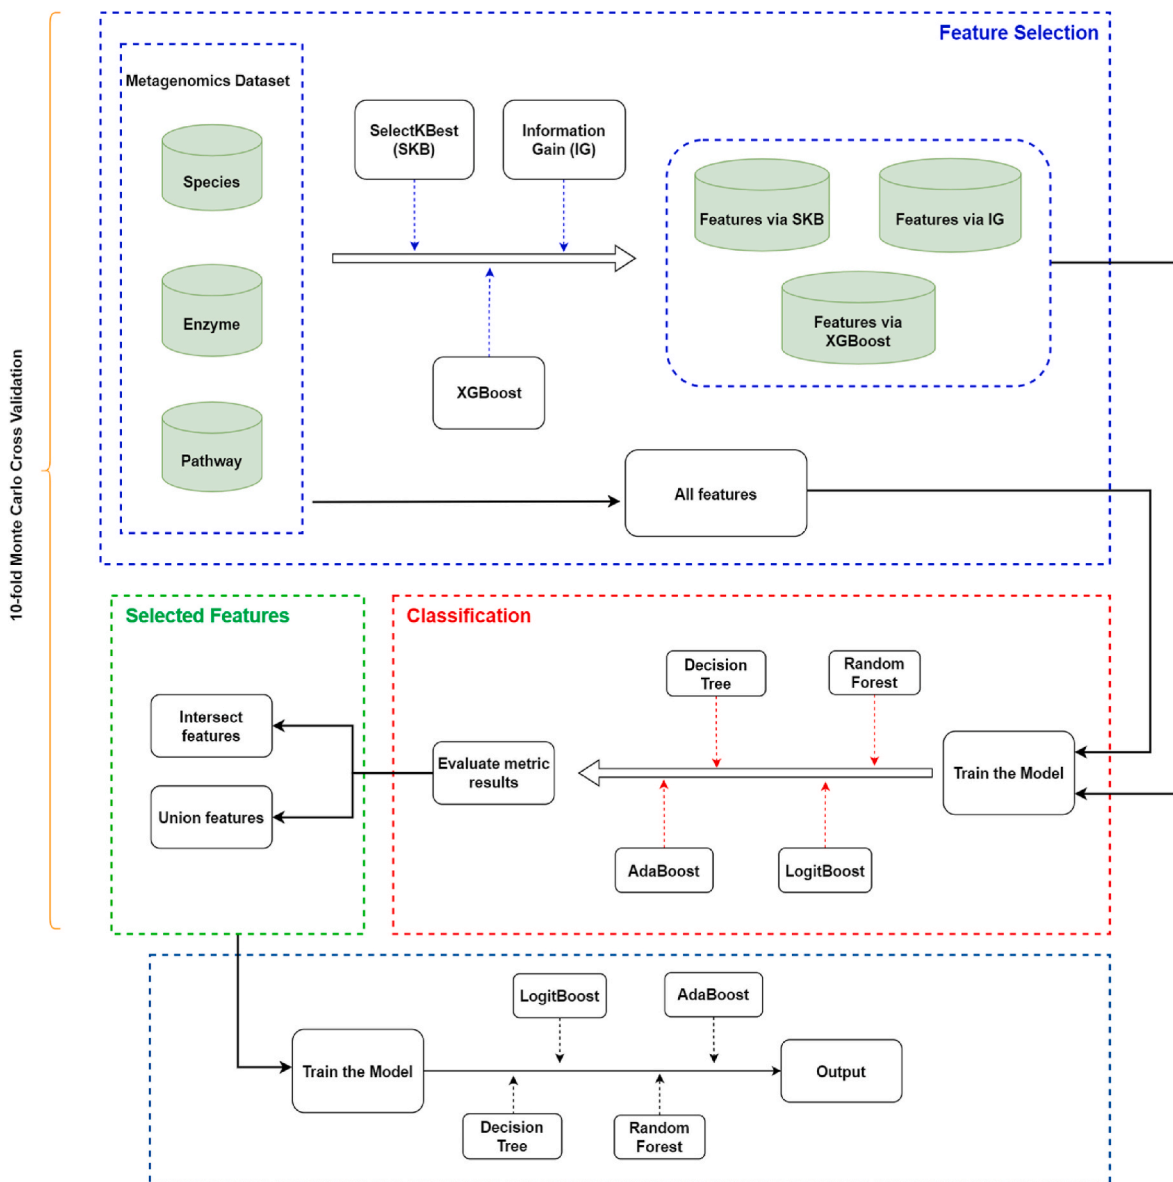 Feature Selection
Metagenomics Dataset
Species
Enzyme
Pathway
SelectKBest
(SKB)
Information
Gain (IG)
XGBoost
Features via SKB
Features via IG
Features via
XGBoost
All features
10-fold Monte Carlo Cross Validation
Selected Features
Intersect
features
Union features
Classification
Decision
Tree
Random
Forest
Evaluate metric
results
Train the Model
AdaBoost
LogitBoost
LogitBoost
AdaBoost
Train the Model
Output
Decision
Tree
Random
Forest